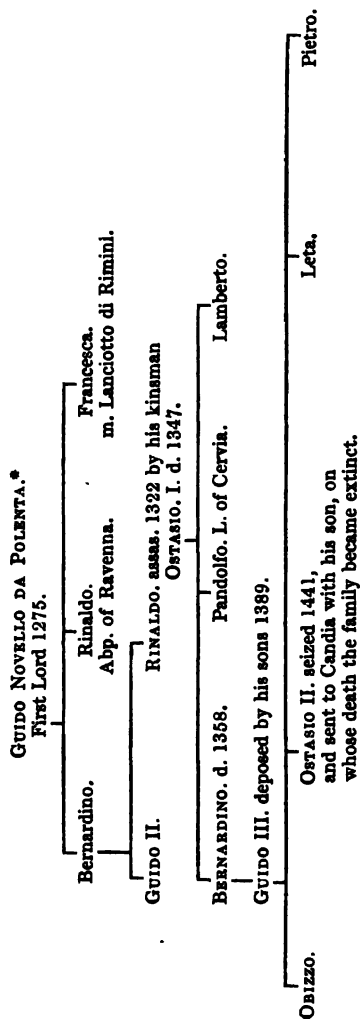 GUIDO NOVELLO DA POLENTA.*
First Lord 1275.
Bernardino.
Rinaldo.
Abp. of Ravenna.
Francesca.
m. Lanciotto di Rimini.
GUIDO II.
RINALDO. assas. 1322 by his kinsman
OSTASIO. I. d. 1347.
BERNARDINO. d. 1358.
Pandolfo. L. of Cervia.
Lamberto.
GUIDO III. deposed by his sons 1389.
OBIZZO.
OSTASIO II. seized 1441,
and sent to Candia with his son, on
whose death the family became extinct.
Leta.
Pietro.